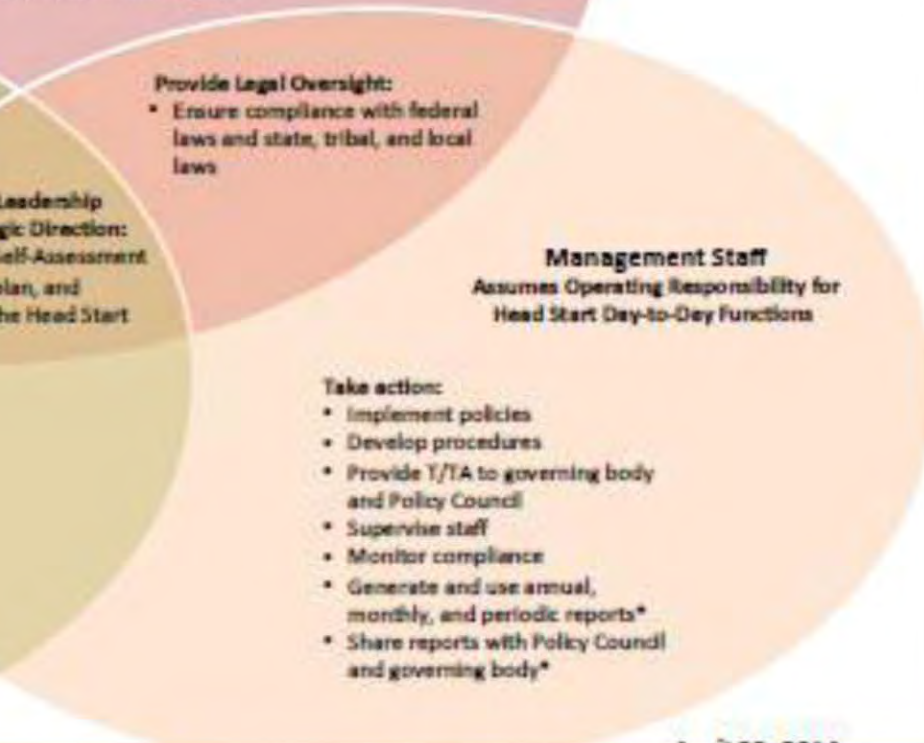 Provide Legal Oversight:
• Ensure compliance with federal
laws and state, tribal, and local
laws
Leadership
gic Direction:
elf-Assessment
plan, and
he Head Start
Management Staff
Assumes Operating Responsibility for
Head Start Day-to-Day Functions
Take action:
• Implement policies
• Develop procedures
• Provide T/TA to governing body
and Policy Council
• Supervise staff
• Monitor compliance
• Generate and use annual,
monthly, and periodic reports*
• Share reports with Policy Council
and governing body*